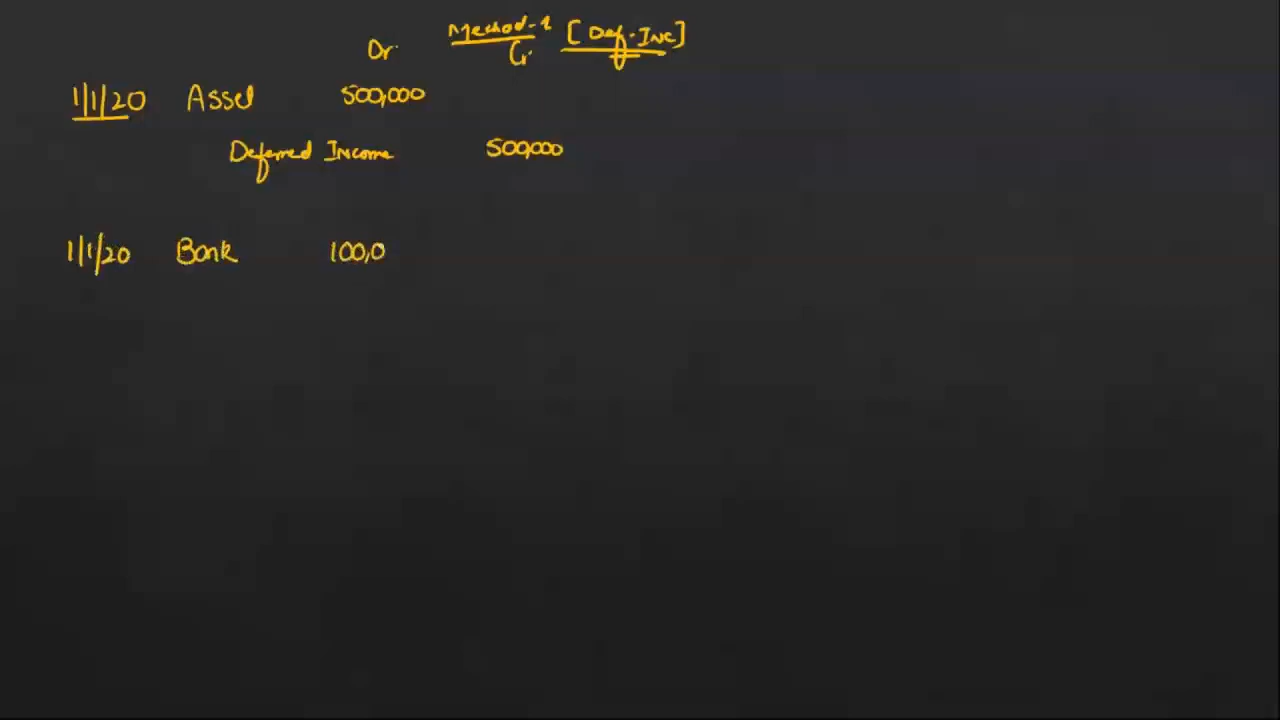 Method-1 [Def-Inc]
Dr. Cr.
1/1/20 Asset 500,000
Deferred Income 500,000
1/1/20 Bank 100,0